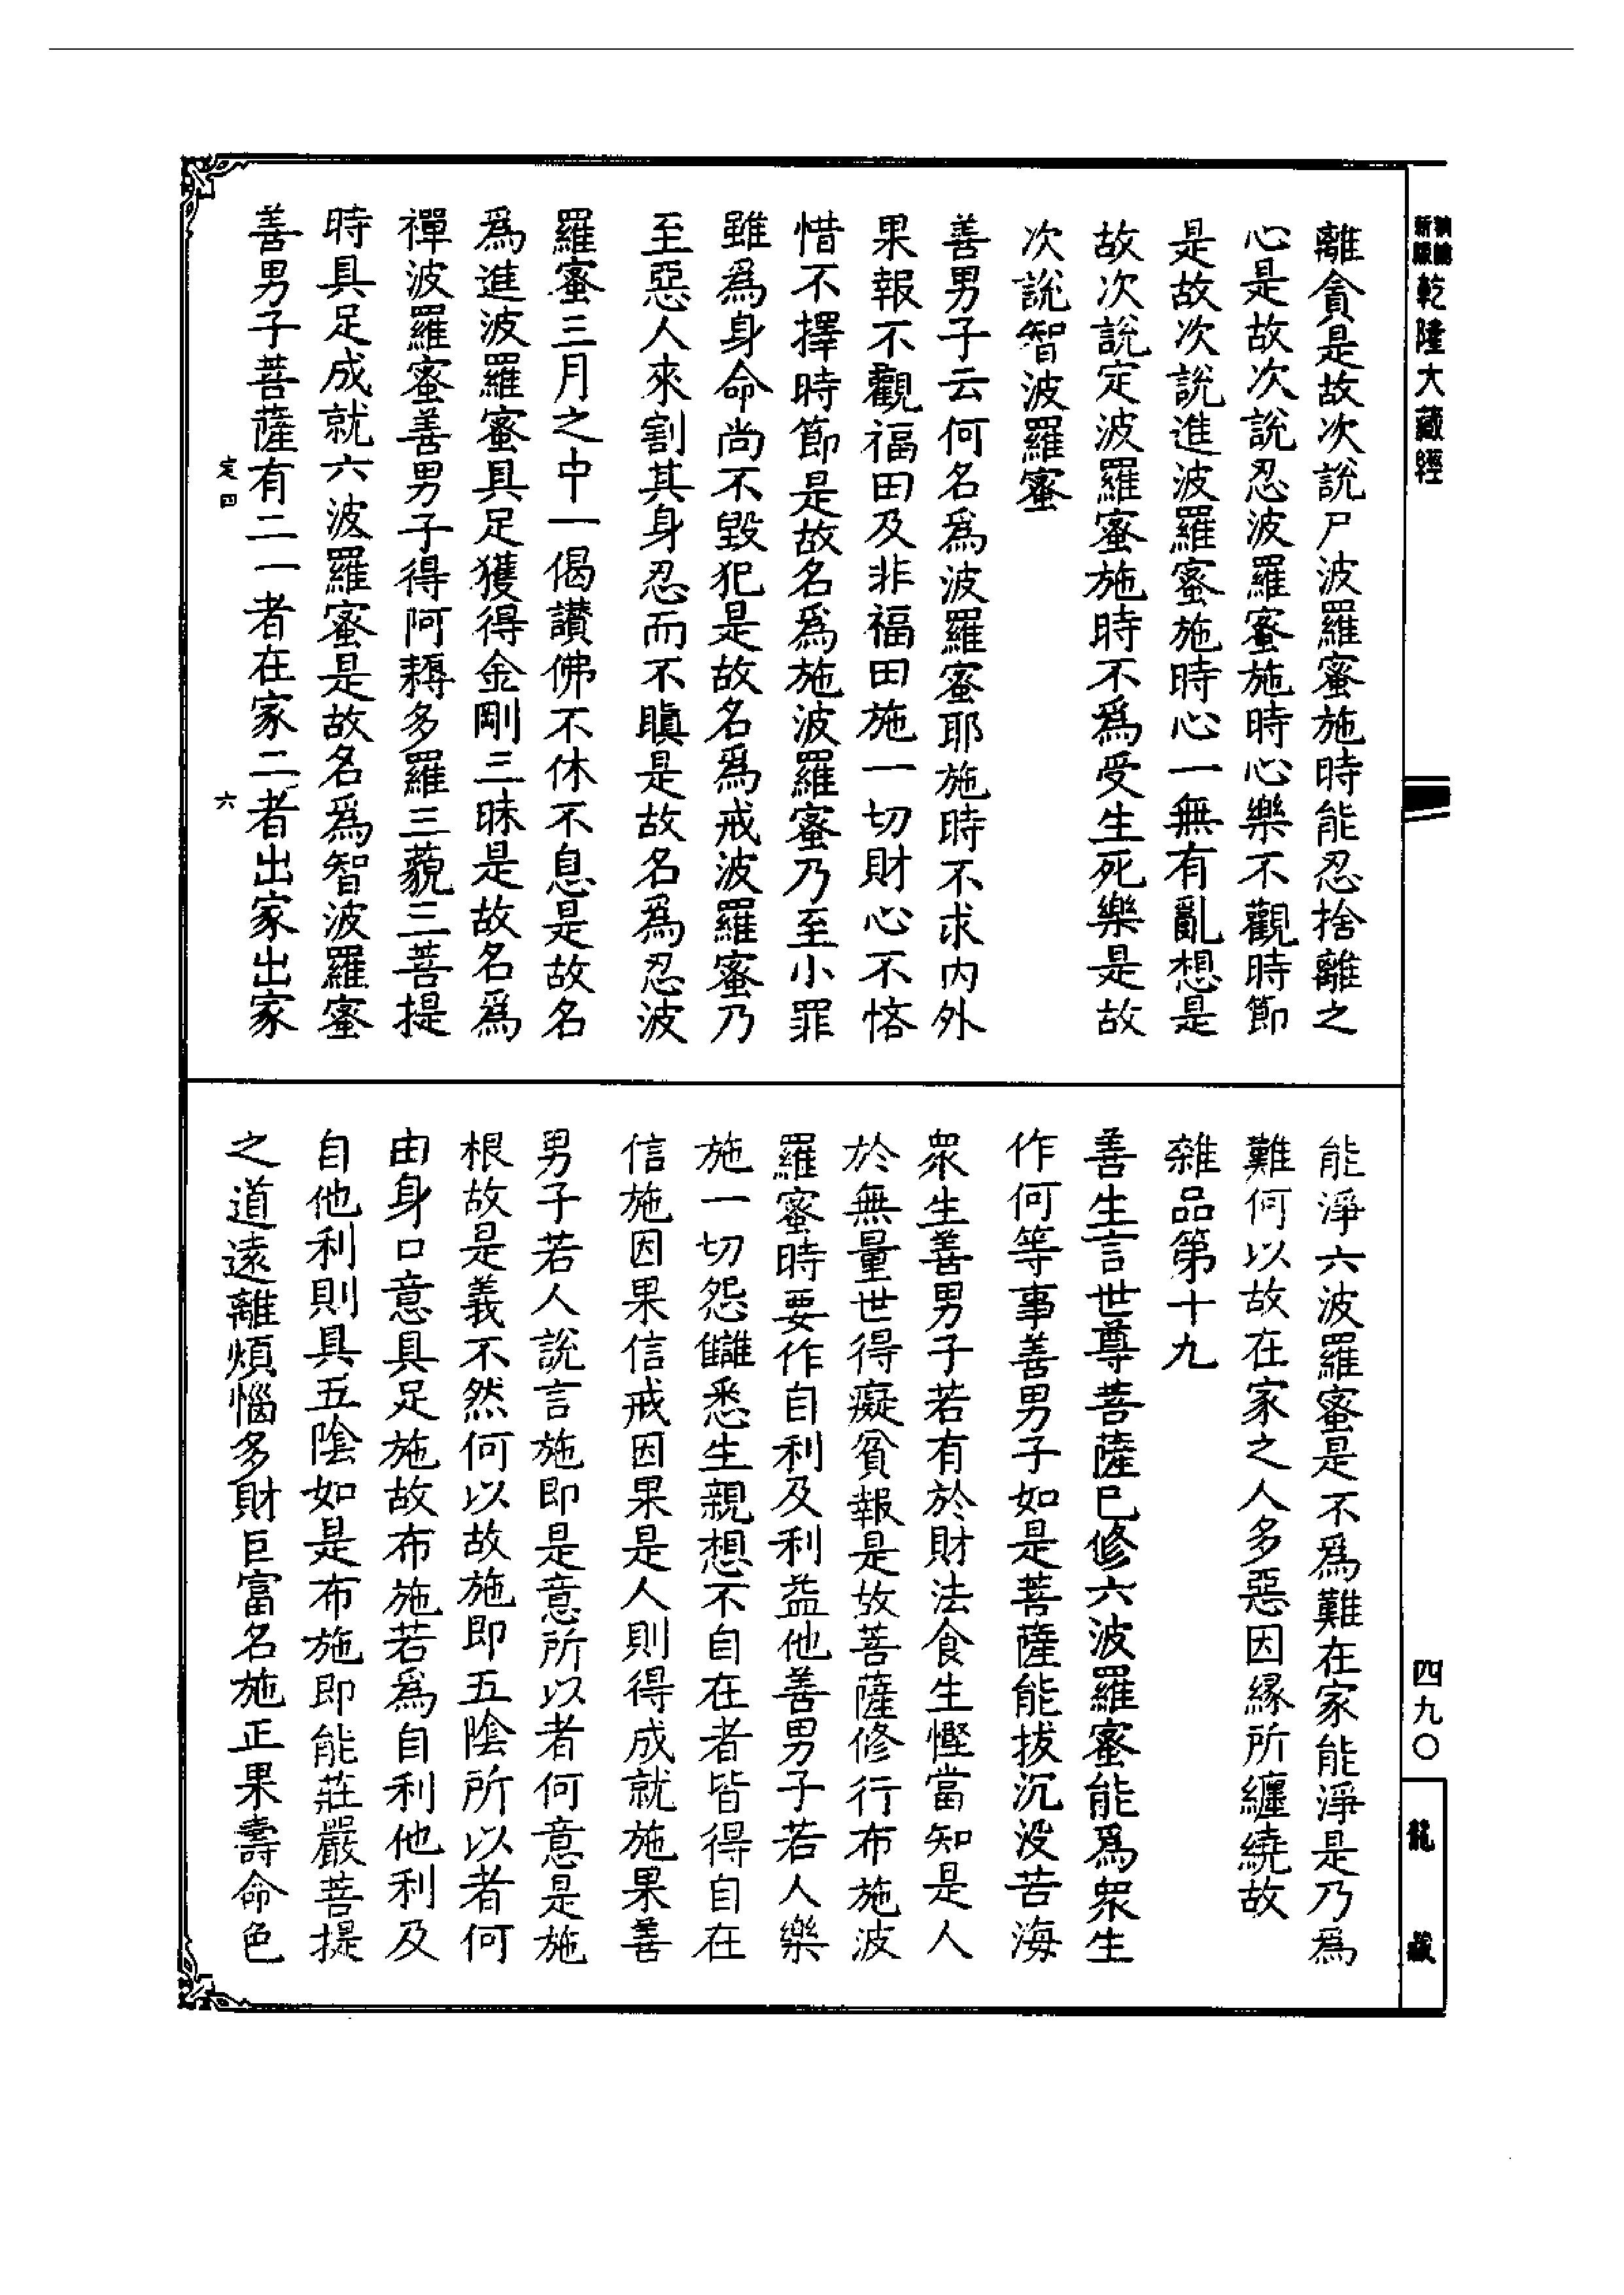 新版
乾隆大藏經
離貪是故次說尸波羅蜜施時能忍捨離之
心是故次說忍波羅蜜施時心樂不觀時節
是故次說進波羅蜜施時心一無有亂想是
故次說定波羅蜜施時不爲受生死樂是故
次說智波羅蜜
善男子云何名爲波羅蜜耶施時不求內外
果報不觀福田及非福田施一切財心不悋
惜不擇時節是故名爲施波羅蜜乃至小罪
雖爲身命尚不毀犯是故名爲戒波羅蜜乃
至惡人來割其身忍而不瞋是故名爲忍波
羅蜜三月之中一偈讚佛不休不息是故名
爲進波羅蜜具足獲得金剛三昧是故名爲
禪波羅蜜善男子得阿耨多羅三藐三菩提
時具足成就六波羅蜜是故名爲智波羅蜜
善男子菩薩有二一者在家二者出家出家
定四
六
能淨六波羅蜜是不爲難在家能淨是乃爲
難何以故在家之人多惡因緣所纏繞故
雜品第十九
善生言世尊菩薩已修六波羅蜜能爲眾生
作何等事善男子如是菩薩能拔沉没苦海
眾生善男子若有於財法食生慳當知是人
於無量世得癡貧報是故菩薩修行布施波
羅蜜時要作自利及利益他善男子若人樂
施一切怨讎悉生親想不自在者皆得自在
信施因果信戒因果是人則得成就施果善
男子若人說言施即是意所以者何意是施
根故是義不然何以故施即五陰所以者何
由身口意具足施故布施若爲自利他利及
自他利則具五陰如是布施即能莊嚴菩提
之道遠離煩惱多財巨富名施正果壽命色
四九〇
龍藏